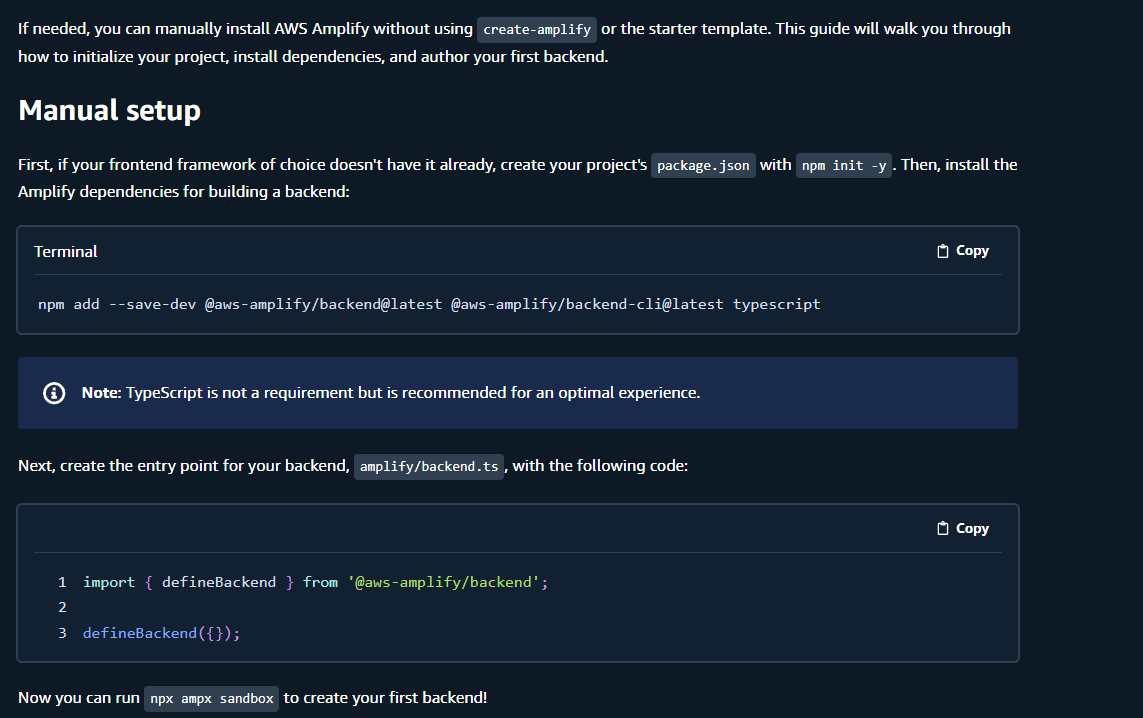 If needed, you can manually install AWS Amplify without using create-amplify or the starter template. This guide will walk you through
how to initialize your project, install dependencies, and author your first backend.
Manual setup
First, if your frontend framework of choice doesn't have it already, create your project's package.json with npm init -y. Then, install the
Amplify dependencies for building a backend:
Terminal
Copy
npm add --save-dev @aws-amplify/backend@latest @aws-amplify/backend-cli@latest typescript
Note: TypeScript is not a requirement but is recommended for an optimal experience.
Next, create the entry point for your backend, amplify/backend.ts, with the following code:
Copy
1 import { defineBackend } from '@aws-amplify/backend';
2
3 defineBackend({});
Now you can run npx ampx sandbox to create your first backend!